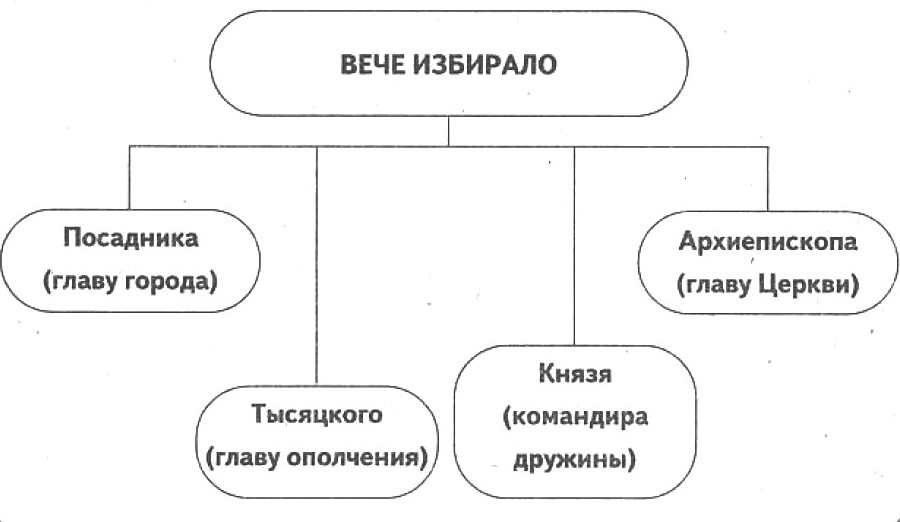 ВЕЧЕ ИЗБИРАЛО
Посадника
(главу города)
Тысяцкого
(главу ополчения)
Князя
(командира
дружины)
Архиепископа
(главу Церкви)